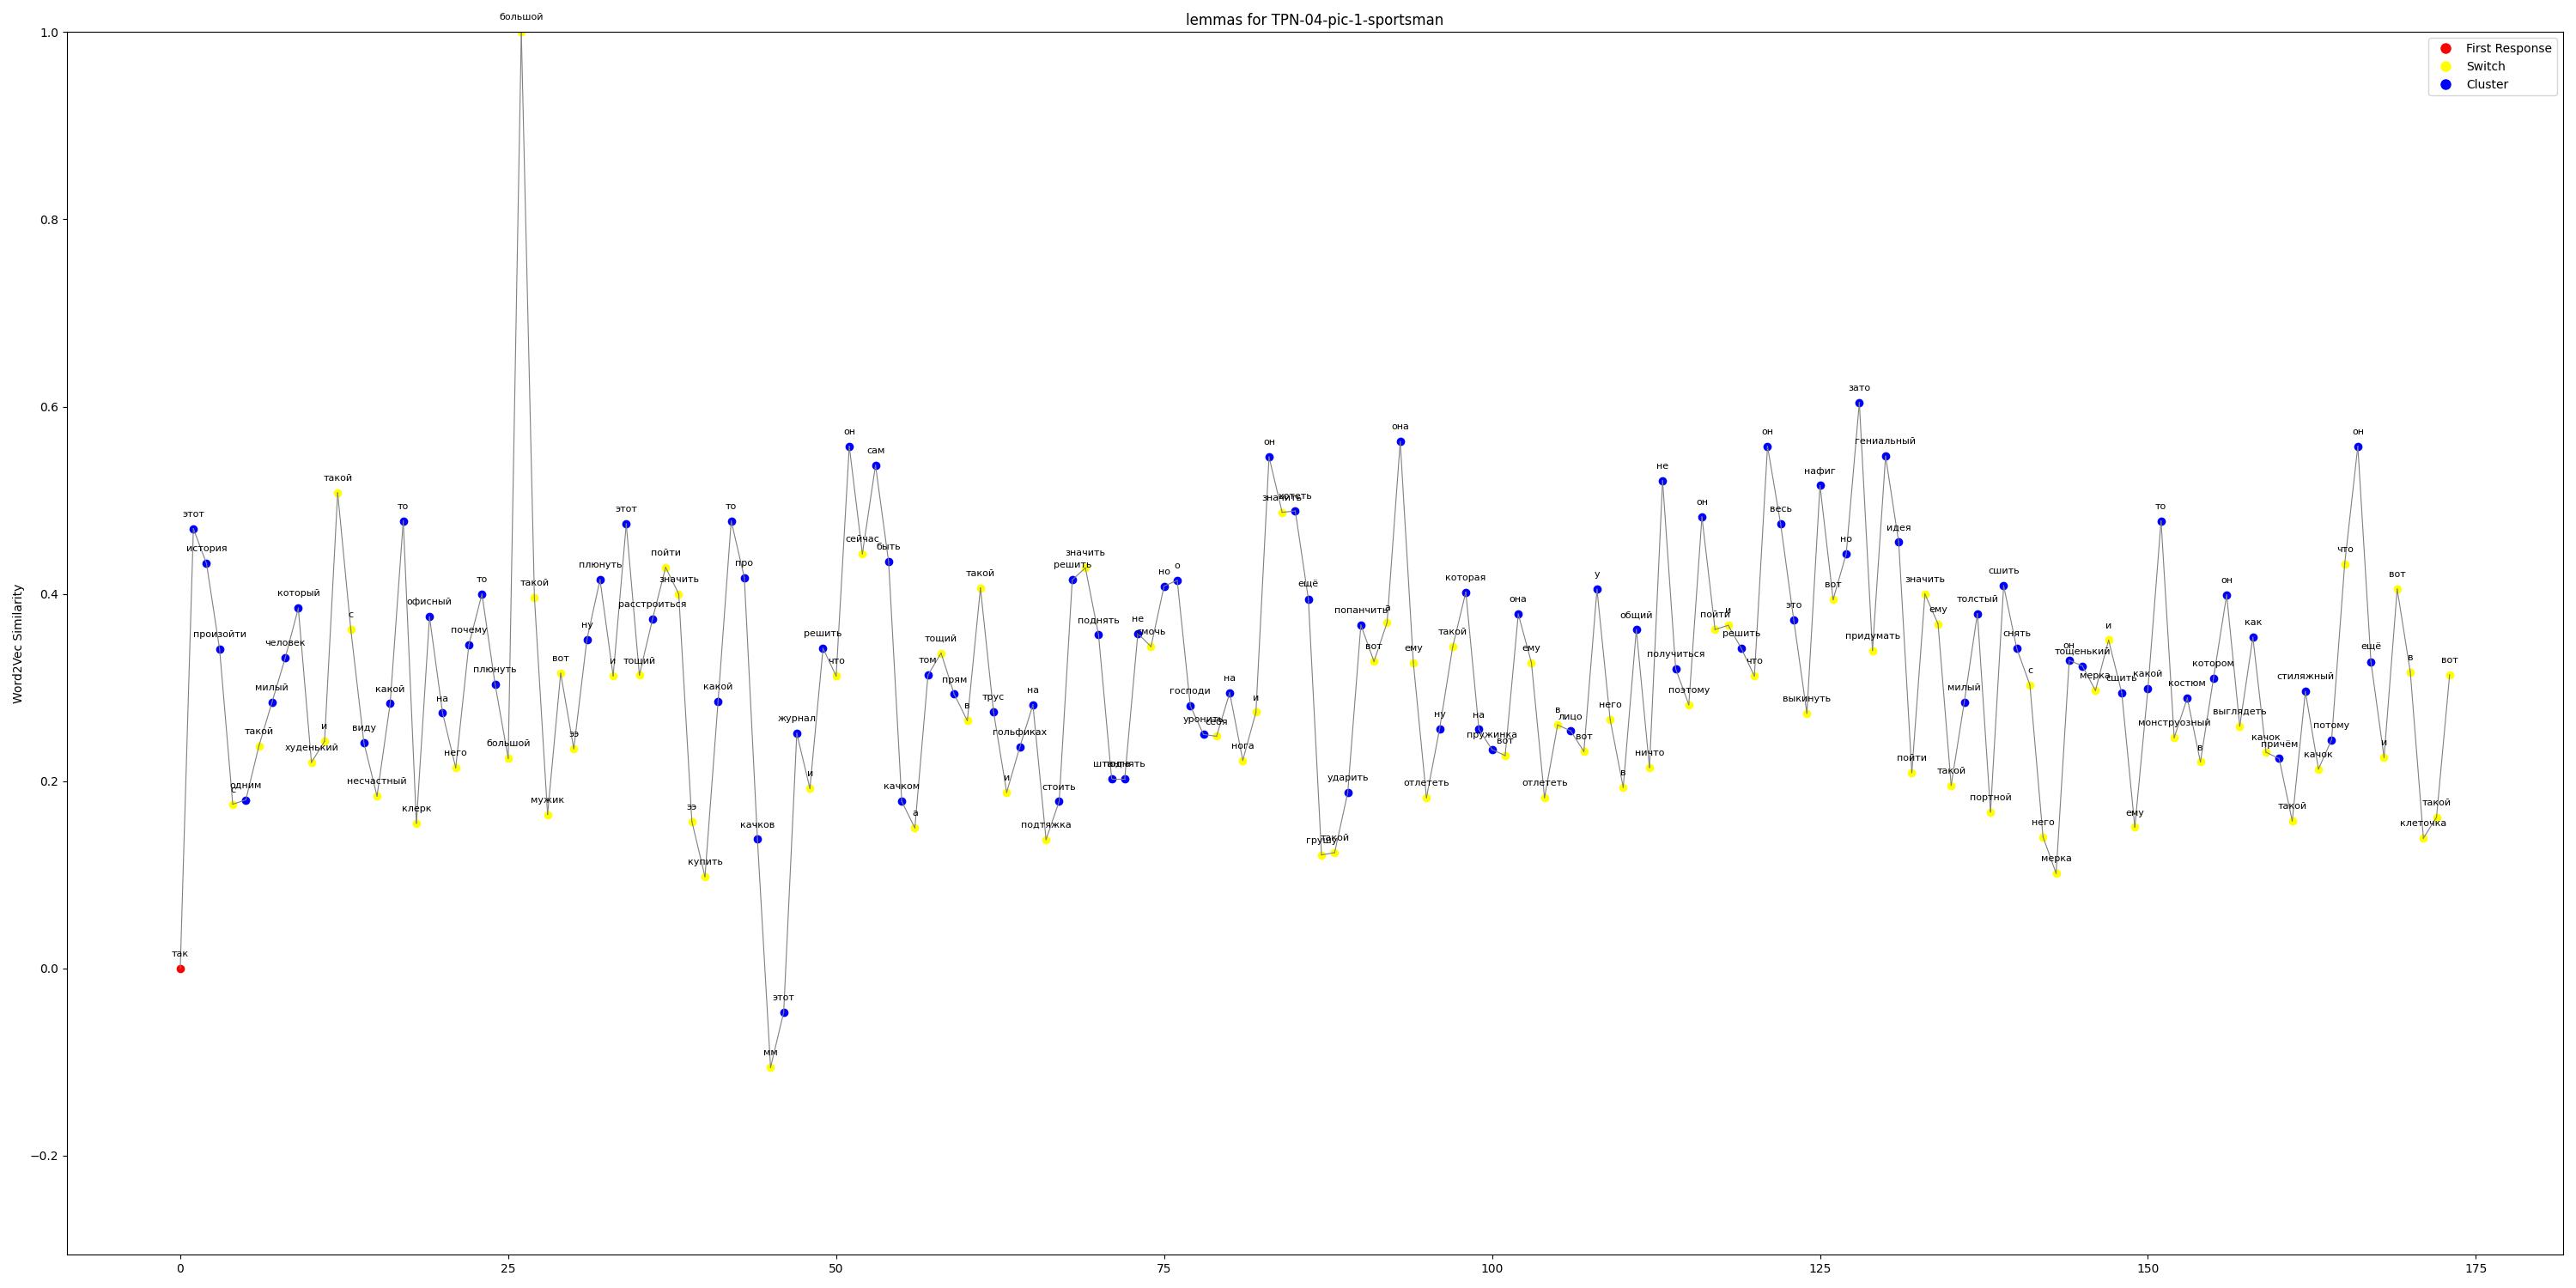 lemmas for TPN-04-pic-1-sportsman
First Response
Switch
Cluster
Word2Vec Similarity
1.0
0.8
0.6
0.4
0.2
0.0
−0.2
0
25
50
75
100
125
150
175
так
этот
история
произойти
с
одним
такой
милый
человек
который
худенький
и
такой
с
виду
несчастный
какой
то
клерк
офисный
на
него
почему
то
плюнуть
большой
большой
такой
мужик
вот
ээ
ну
плюнуть
и
этот
тощий
расстроиться
пойти
значить
ээ
купить
какой
то
про
качков
мм
этот
журнал
и
решить
что
он
сейчас
сам
быть
качком
а
том
тощий
прям
в
такой
трус
и
гольфиках
на
подтяжка
стоить
решить
значить
поднять
поднять
не
смочь
но
о
господи
уронить
себя
на
нога
и
он
значить
хотеть
ещё
грушу
такой
ударить
попанчить
вот
а
она
ему
отлететь
ну
такой
которая
на
пружинка
вот
она
ему
отлететь
в
лицо
вот
у
него
в
общий
ничто
не
получиться
поэтому
он
пойти
и
решить
что
он
весь
это
выкинуть
нафиг
вот
но
зато
придумать
гениальный
идея
пойти
значить
ему
такой
милый
толстый
портной
сшить
снять
с
него
мерка
он
тощенький
мерка
и
сшить
ему
какой
то
монструозный
костюм
в
котором
он
выглядеть
как
качок
причём
такой
стиляжный
качок
потому
что
он
ещё
и
вот
в
клеточка
такой
вот